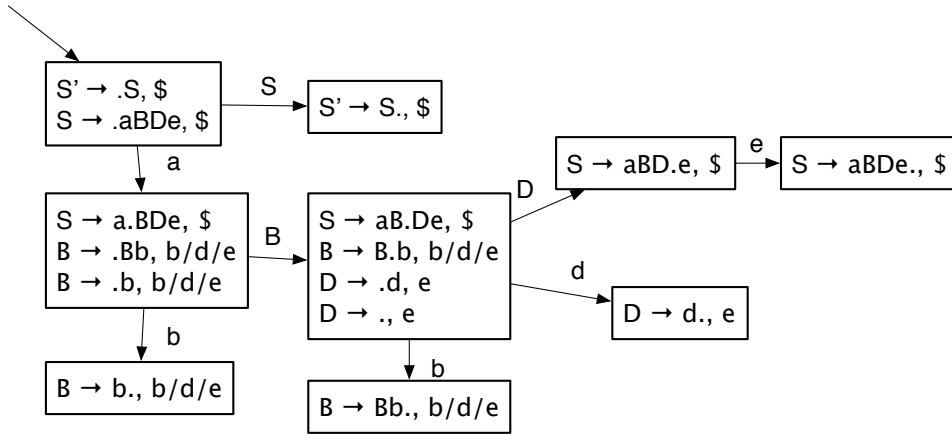 S' → .S, $
S → .aBDe, $
S
S' → S., $
a
S → aBD.e, $
e
S → aBDe., $
S → a.BDe, $
B → .Bb, b/d/e
B → .b, b/d/e
B
S → aB.De, $
B → B.b, b/d/e
D → .d, e
D → ., e
D
d
D → d., e
b
B → b., b/d/e
b
B → Bb., b/d/e